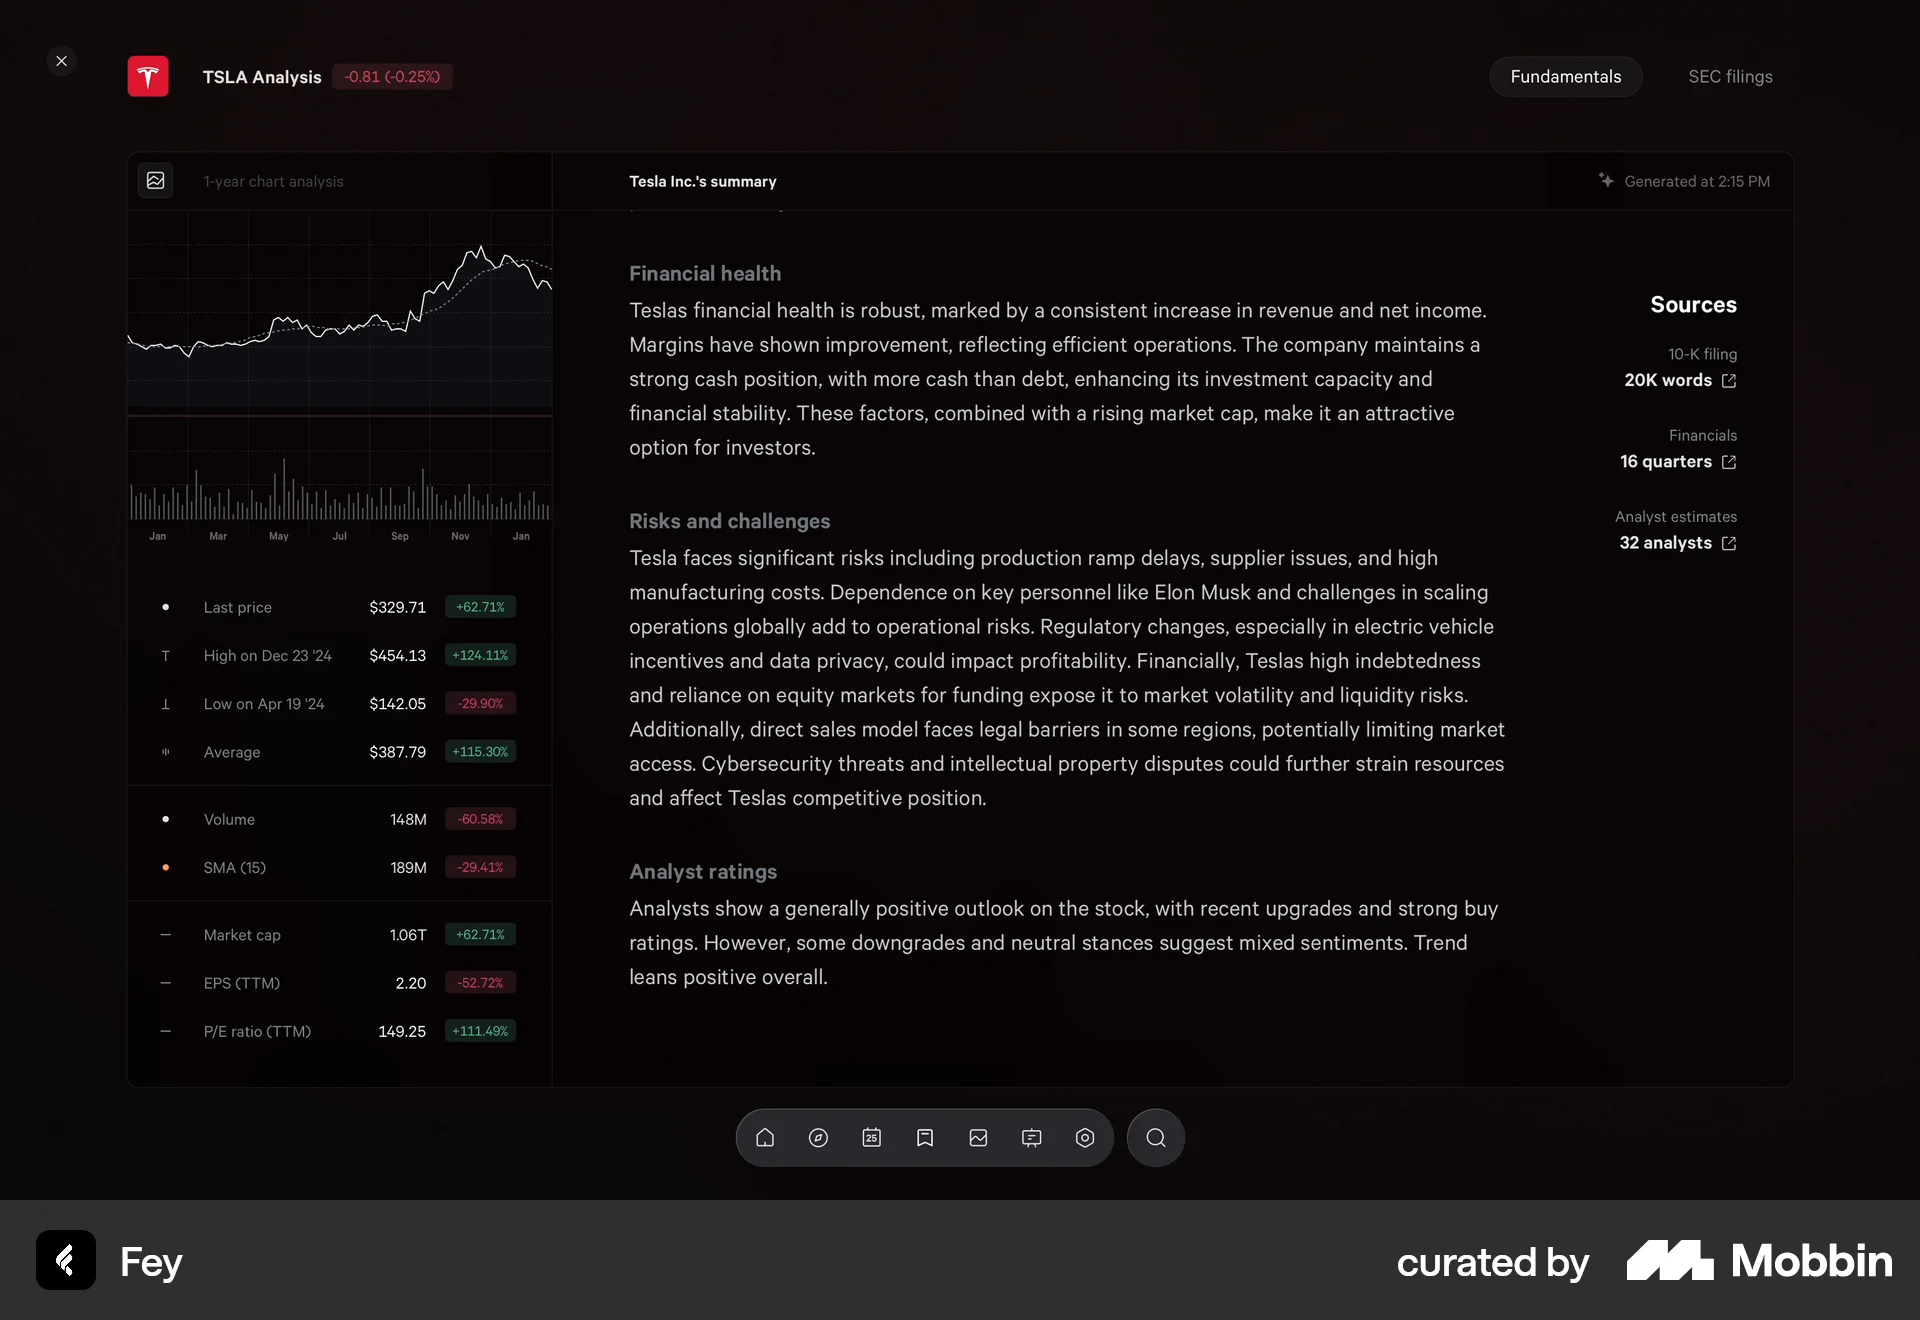 TSLA Analysis -0.81 (-0.25%)
Fundamentals SEC filings
1-year chart analysis
Jan Mar May Jul Sep Nov Jan
Last price $329.71 +62.71%
High on Dec 23 '24 $454.13 +124.11%
Low on Apr 19 '24 $142.05 -29.90%
Average $387.79 +115.30%
Volume 148M -60.58%
SMA (15) 189M -29.41%
Market cap 1.06T +62.71%
EPS (TTM) 2.20 -52.72%
P/E ratio (TTM) 149.25 +111.49%
Tesla Inc.'s summary
Generated at 2:15 PM
Financial health
Teslas financial health is robust, marked by a consistent increase in revenue and net income.
Margins have shown improvement, reflecting efficient operations. The company maintains a
strong cash position, with more cash than debt, enhancing its investment capacity and
financial stability. These factors, combined with a rising market cap, make it an attractive
option for investors.
Risks and challenges
Tesla faces significant risks including production ramp delays, supplier issues, and high
manufacturing costs. Dependence on key personnel like Elon Musk and challenges in scaling
operations globally add to operational risks. Regulatory changes, especially in electric vehicle
incentives and data privacy, could impact profitability. Financially, Teslas high indebtedness
and reliance on equity markets for funding expose it to market volatility and liquidity risks.
Additionally, direct sales model faces legal barriers in some regions, potentially limiting market
access. Cybersecurity threats and intellectual property disputes could further strain resources
and affect Teslas competitive position.
Analyst ratings
Analysts show a generally positive outlook on the stock, with recent upgrades and strong buy
ratings. However, some downgrades and neutral stances suggest mixed sentiments. Trend
leans positive overall.
Sources
10-K filing
20K words
Financials
16 quarters
Analyst estimates
32 analysts
25
Fey
curated by Mobbin